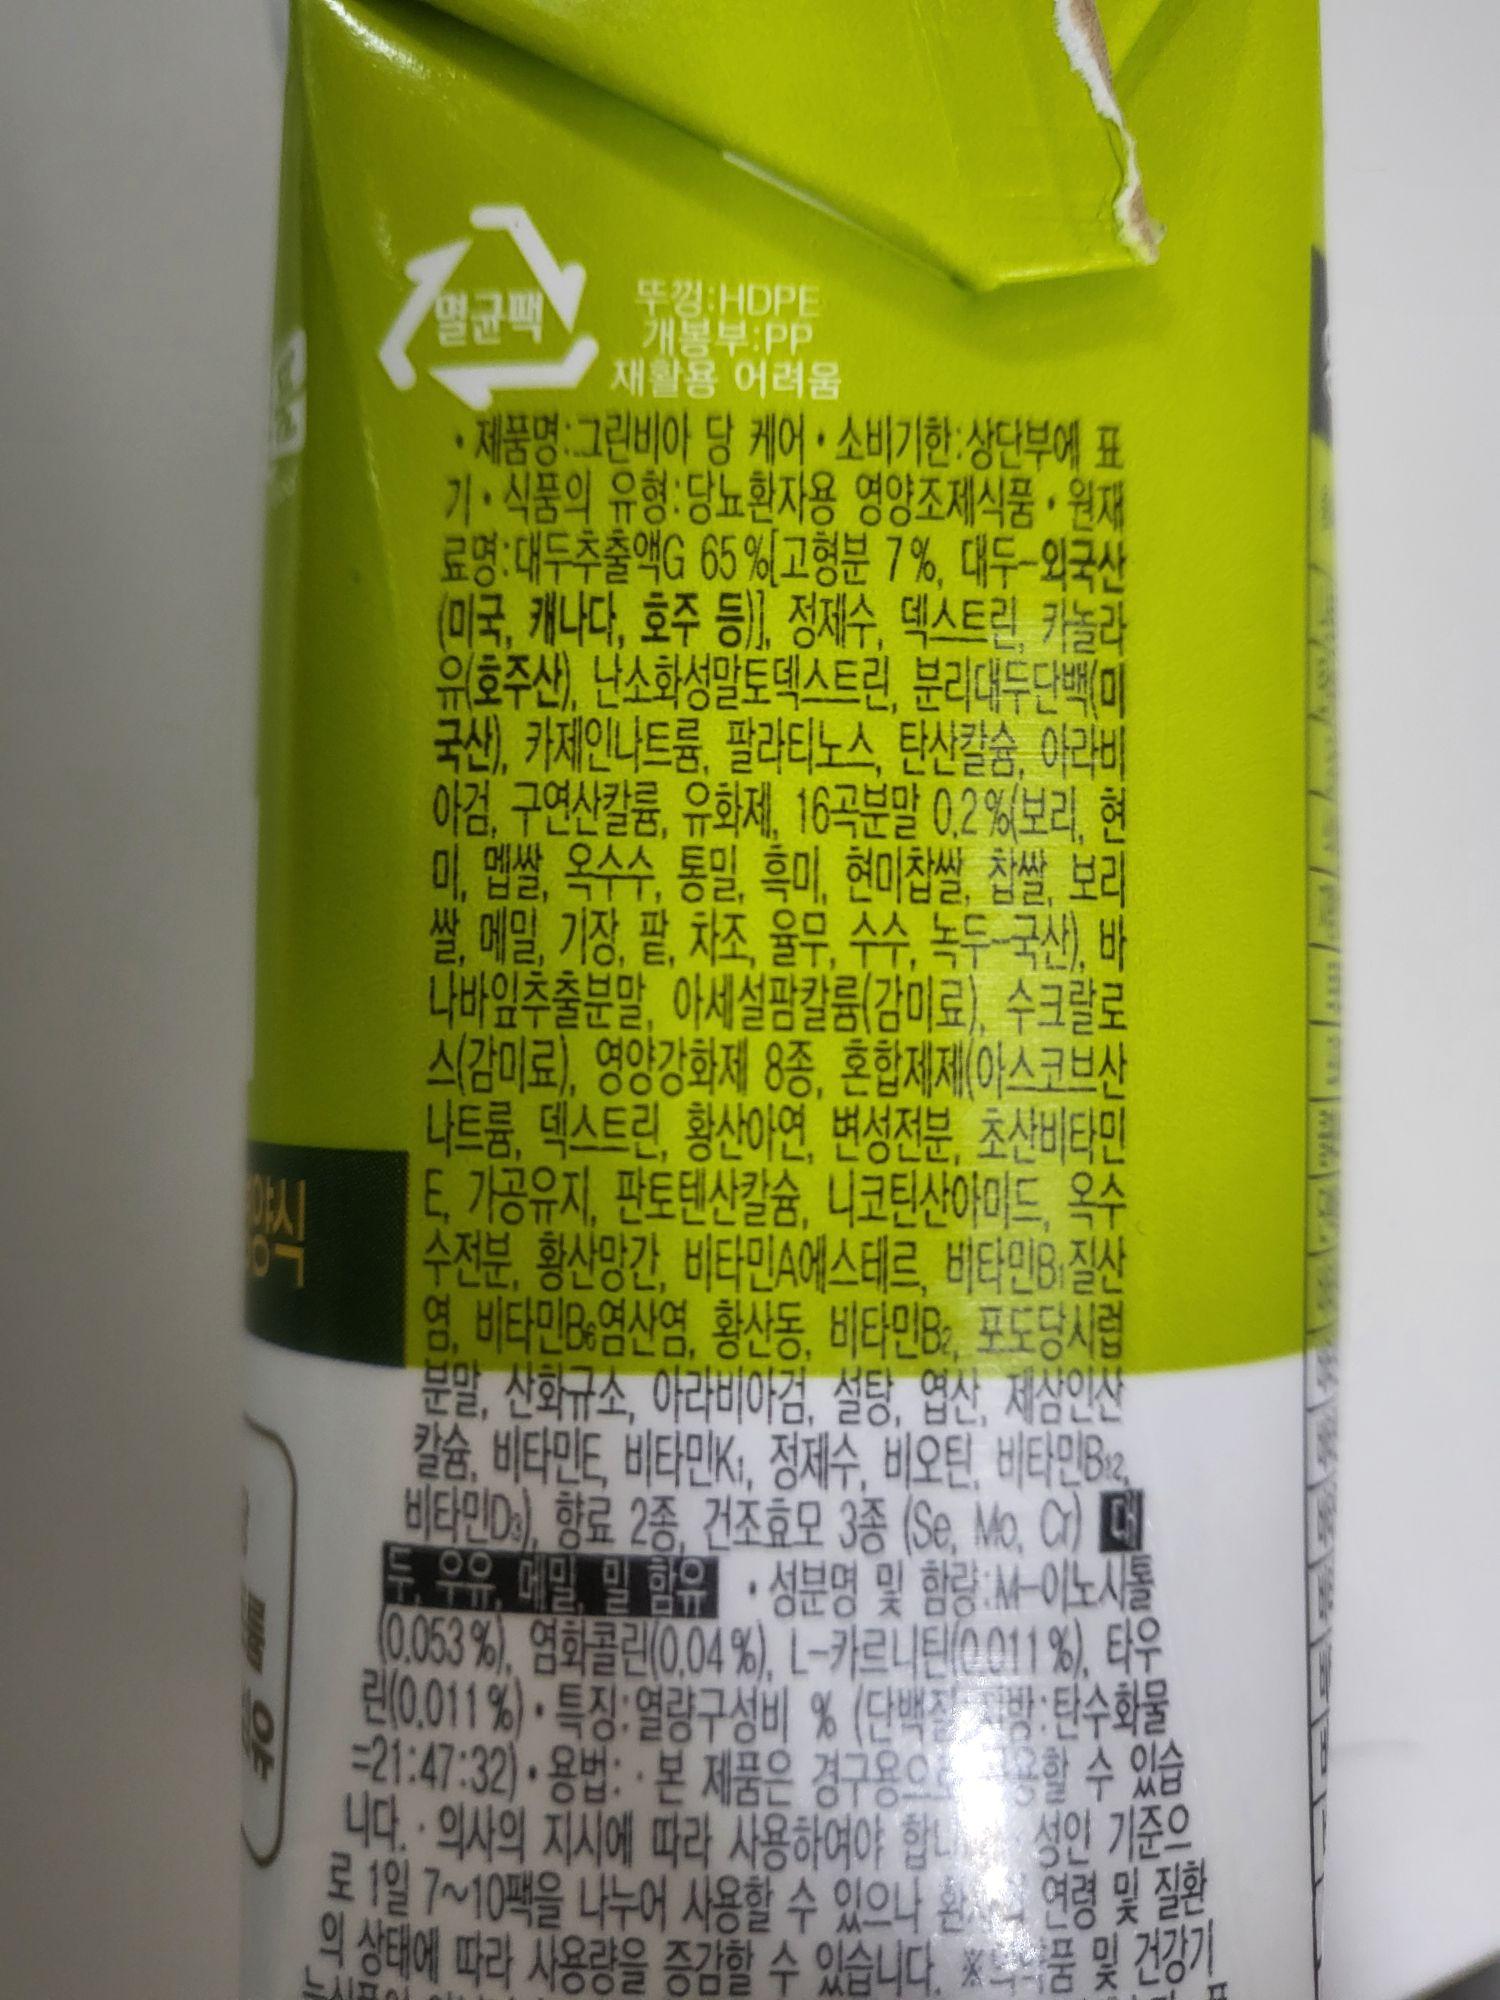 멸균팩
뚜껑:HDPE
개봉부:PP
재활용 어려움
• 제품명:그린비아 당 케어 • 소비기한:상단부에 표
기 • 식품의 유형:당뇨환자용 영양조제식품 • 원재
료명:대두추출액G 65%[고형분 7%, 대두-외국산
(미국, 캐나다, 호주 등)], 정제수, 덱스트린, 카놀라
유(호주산), 난소화성말토덱스트린, 분리대두단백(미
국산), 카제인나트륨, 팔라티노스, 탄산칼슘, 아라비
아검, 구연산칼륨, 유화제, 16곡분말 0.2%(보리, 현
미, 멥쌀, 옥수수, 통밀, 흑미, 현미찹쌀, 찹쌀, 보리
쌀, 메밀, 기장, 팥, 차조, 율무, 수수, 녹두-국산), 바
나바잎추출분말, 아세설팜칼륨(감미료), 수크랄로
스(감미료), 영양강화제 8종, 혼합제제(아스코브산
나트륨, 덱스트린, 황산아연, 변성전분, 초산비타민
E, 가공유지, 판토텐산칼슘, 니코틴산아미드, 옥수
수전분, 황산망간, 비타민A에스테르, 비타민B₁질산
염, 비타민B₆염산염, 황산동, 비타민B₂, 포도당시럽
분말, 산화규소, 아라비아검, 설탕, 엽산, 제삼인산
칼슘, 비타민E, 비타민K₁, 정제수, 비오틴, 비타민B₁₂,
비타민D₃), 향료 2종, 건조효모 3종 (Se, Mo, Cr) 대
두, 우유, 메밀, 밀 함유 • 성분명 및 함량:M-이노시톨
(0.053%), 염화콜린(0.04%), L-카르니틴(0.011%), 타우
린(0.011%) • 특징:열량구성비 % (단백질:지방:탄수화물
=21:47:32) • 용법: · 본 제품은 경구용으로 사용할 수 있습
니다. · 의사의 지시에 따라 사용하여야 합니다. · 성인 기준으
로 1일 7~10팩을 나누어 사용할 수 있으나 환자의 연령 및 질환
의 상태에 따라 사용량을 증감할 수 있습니다. ※의약품 및 건강기
양식